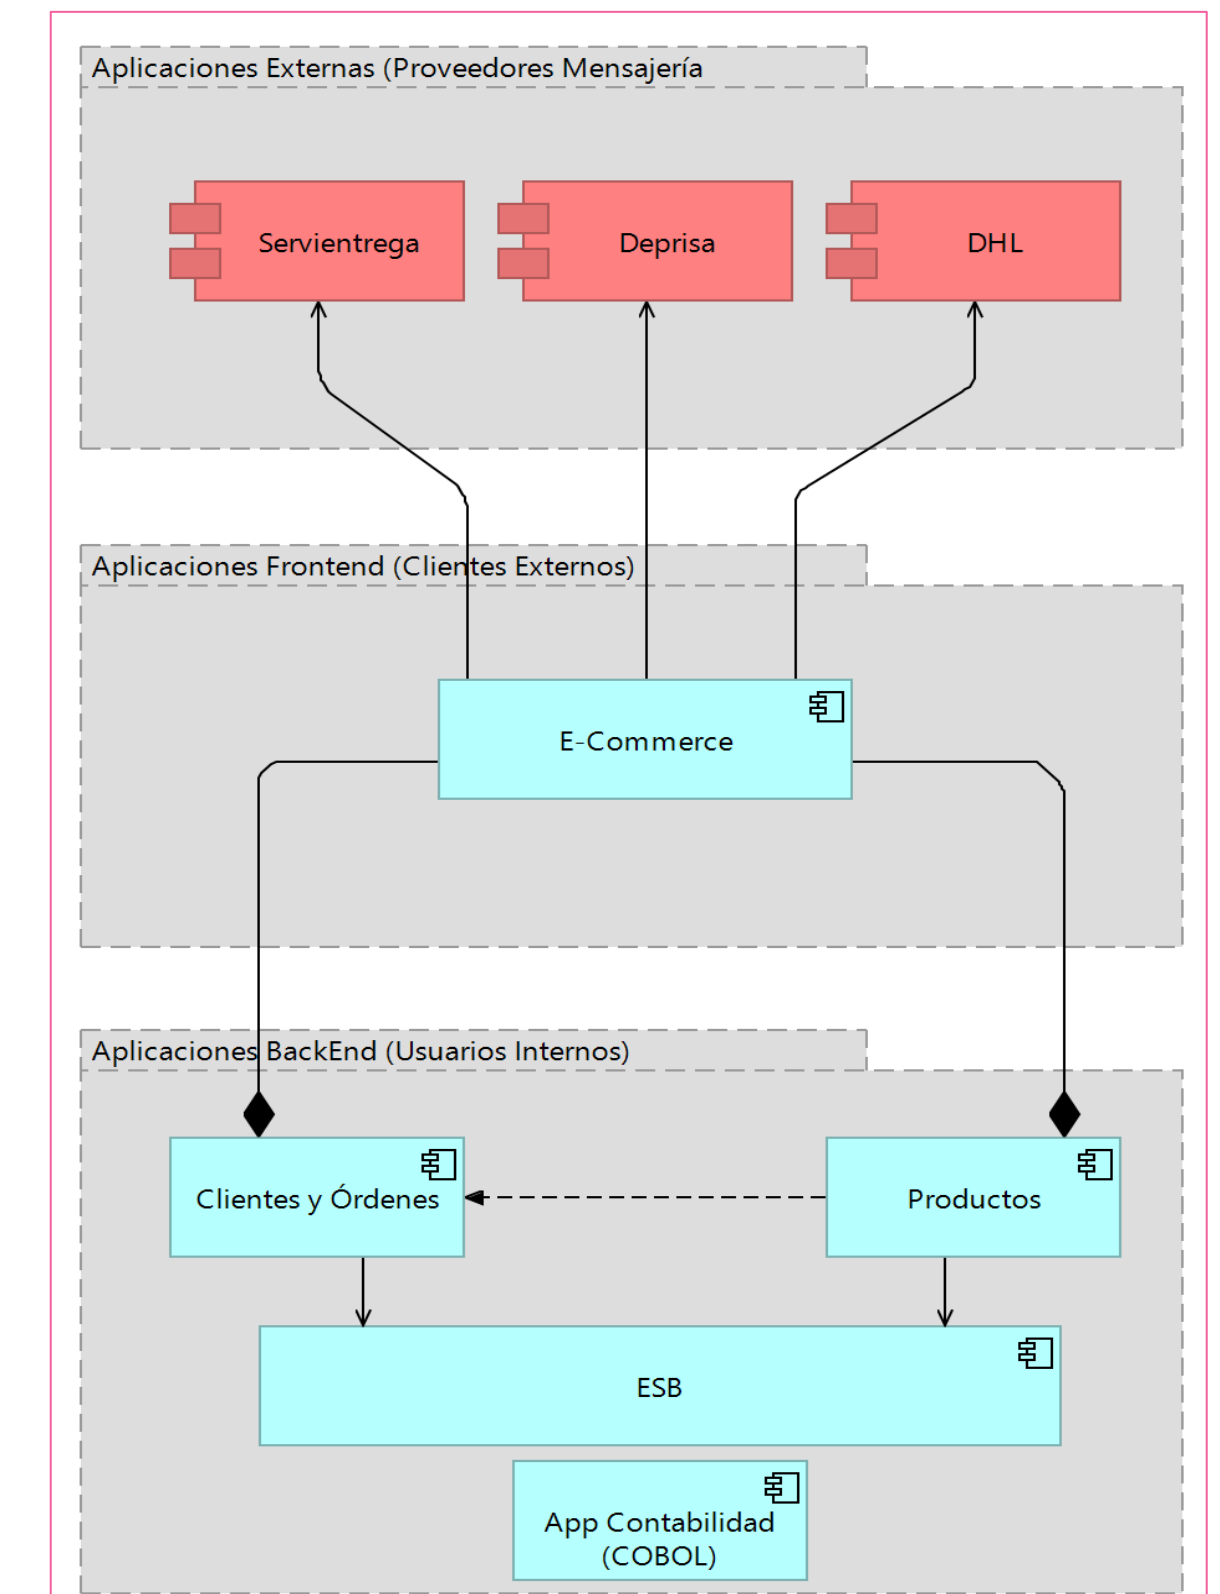 Aplicaciones Externas (Proveedores Mensajería
Servientrega
Deprisa
DHL
Aplicaciones Frontend (Clientes Externos)
E-Commerce
Aplicaciones BackEnd (Usuarios Internos)
Clientes y Órdenes
Productos
ESB
App Contabilidad
(COBOL)